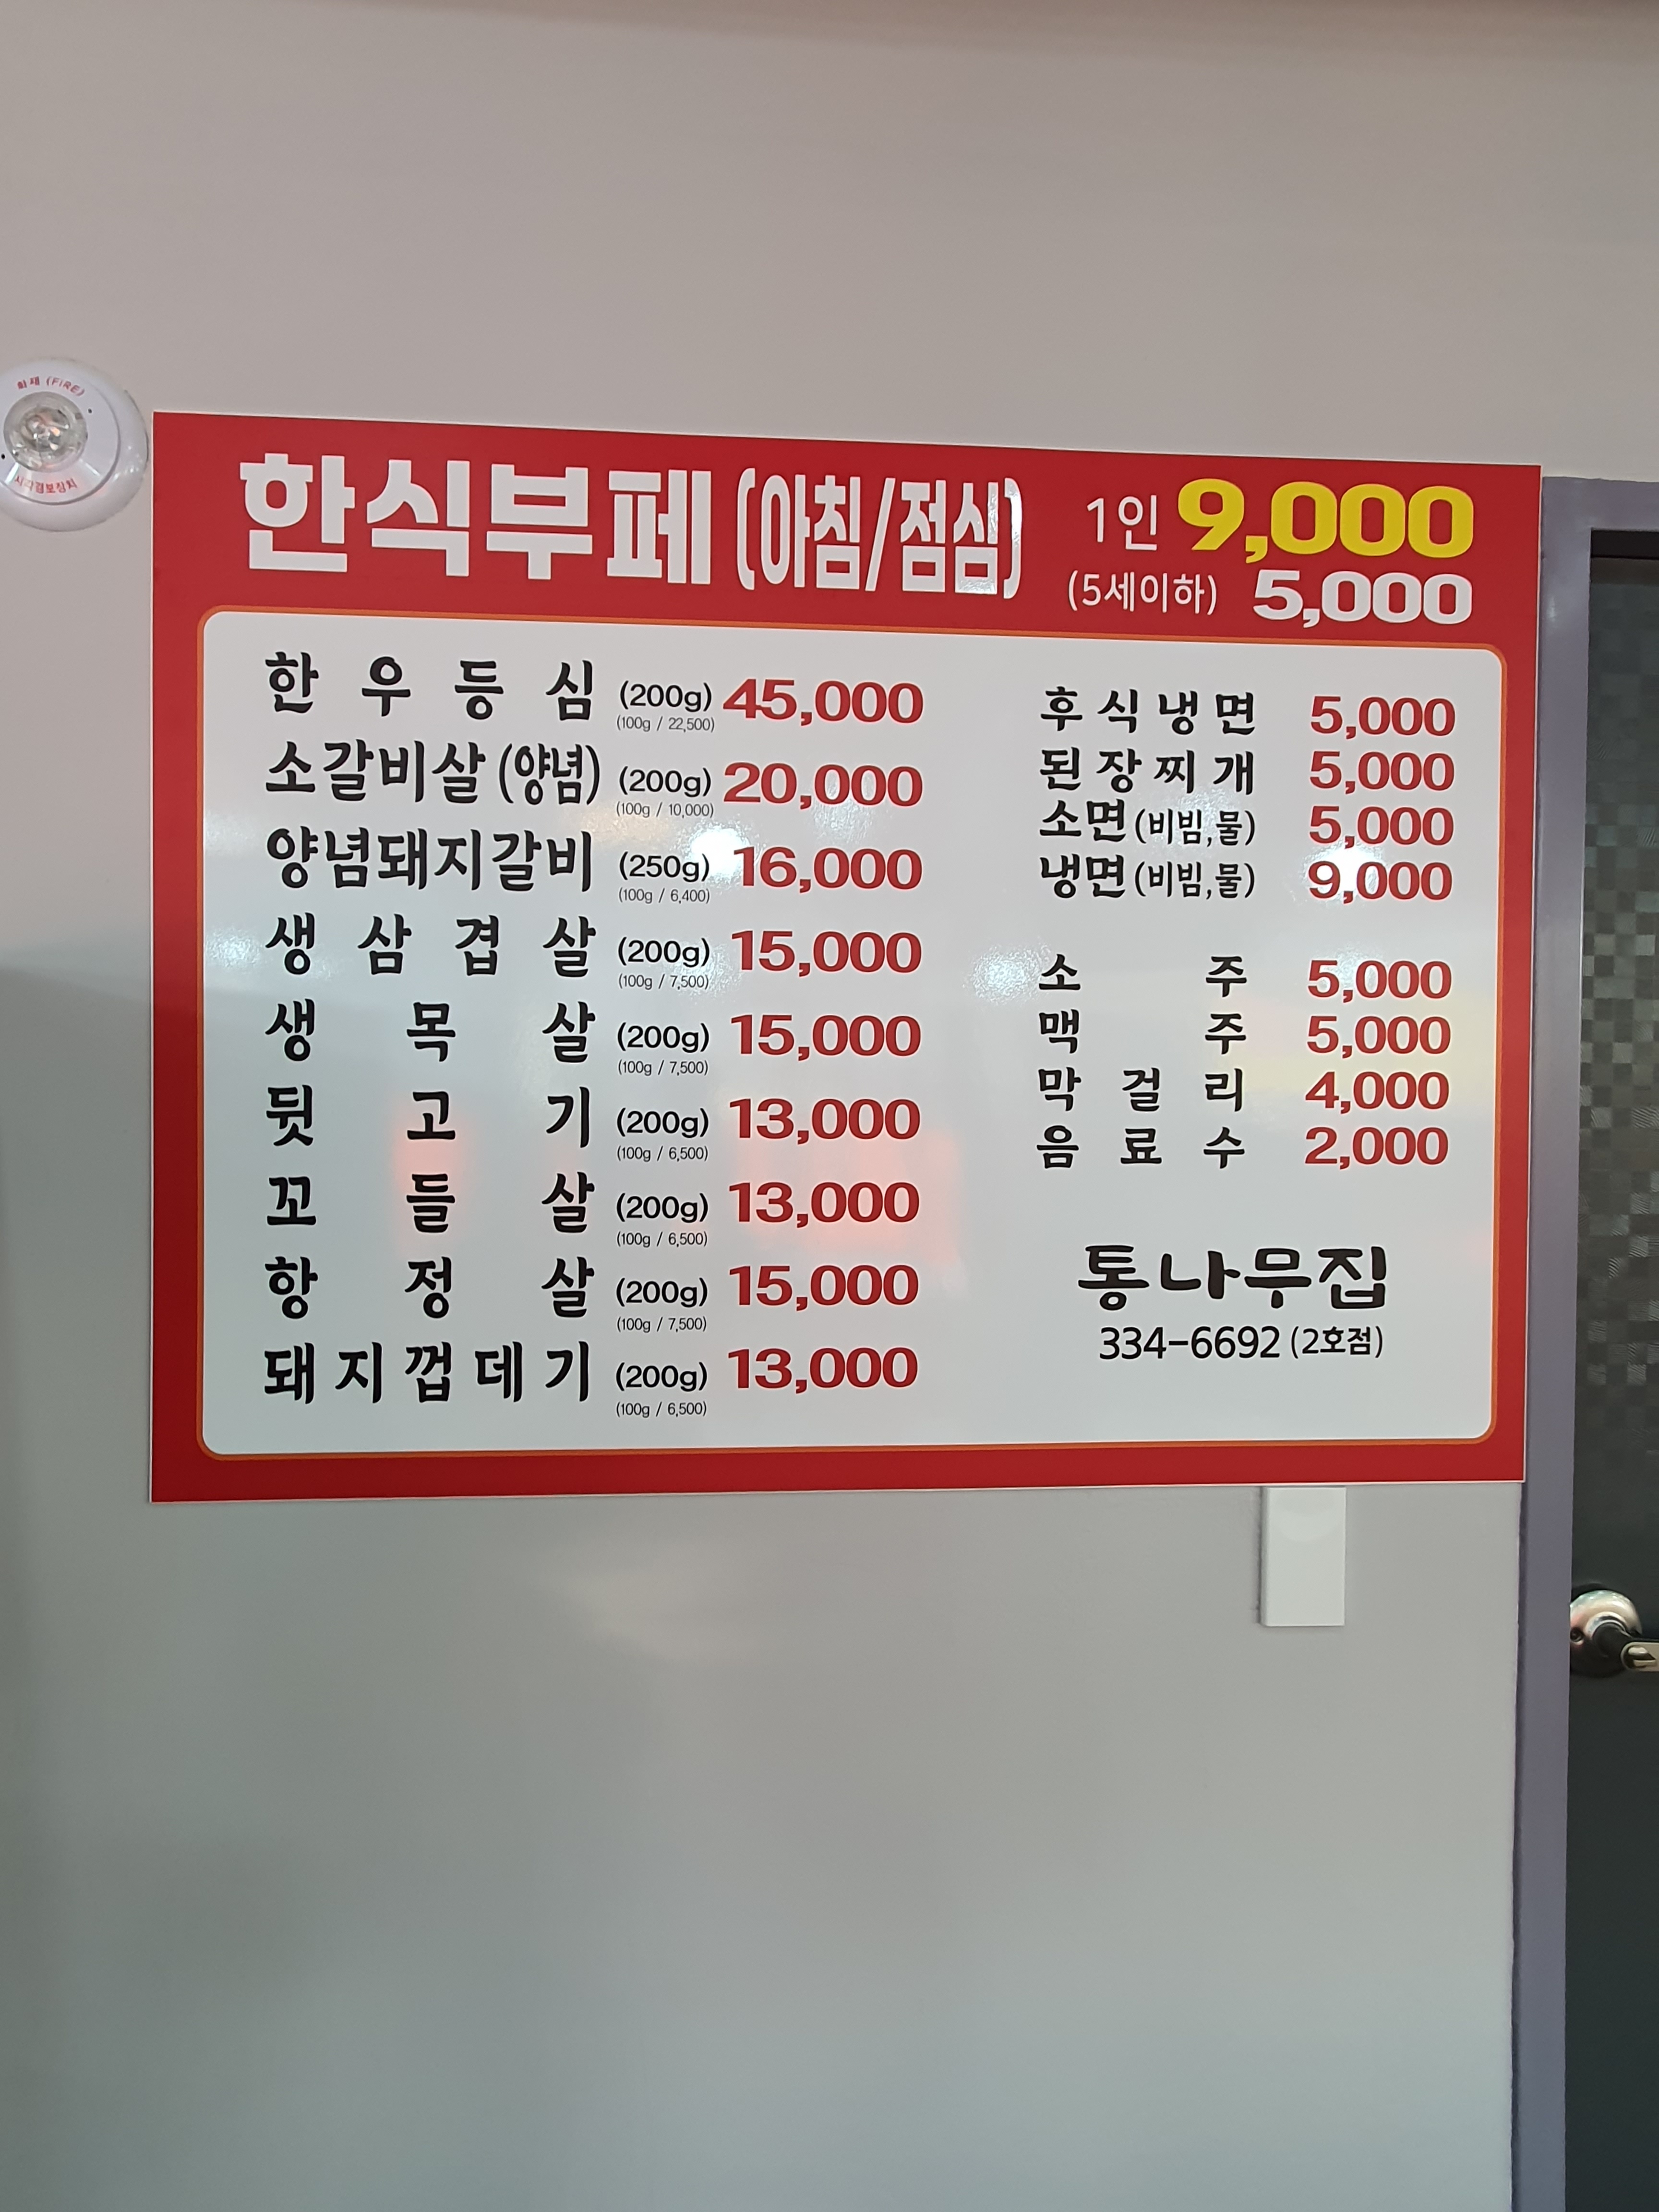 화재 (FIRE)
시각경보장치
한식부페 (아침/점심) 1인 9,000
(5세이하) 5,000
한우등심 (200g) 45,000
(100g / 22,500)
소갈비살 (양념) (200g) 20,000
(100g / 10,000)
양념돼지갈비 (250g) 16,000
(100g / 6,400)
생삼겹살 (200g) 15,000
(100g / 7,500)
생목살 (200g) 15,000
(100g / 7,500)
뒷고기 (200g) 13,000
(100g / 6,500)
꼬들살 (200g) 13,000
(100g / 6,500)
항정살 (200g) 15,000
(100g / 7,500)
돼지껍데기 (200g) 13,000
(100g / 6,500)
후식냉면 5,000
된장찌개 5,000
소면 (비빔,물) 5,000
냉면 (비빔,물) 9,000
소주 5,000
맥주 5,000
막걸리 4,000
음료수 2,000
통나무집
334-6692 (2호점)